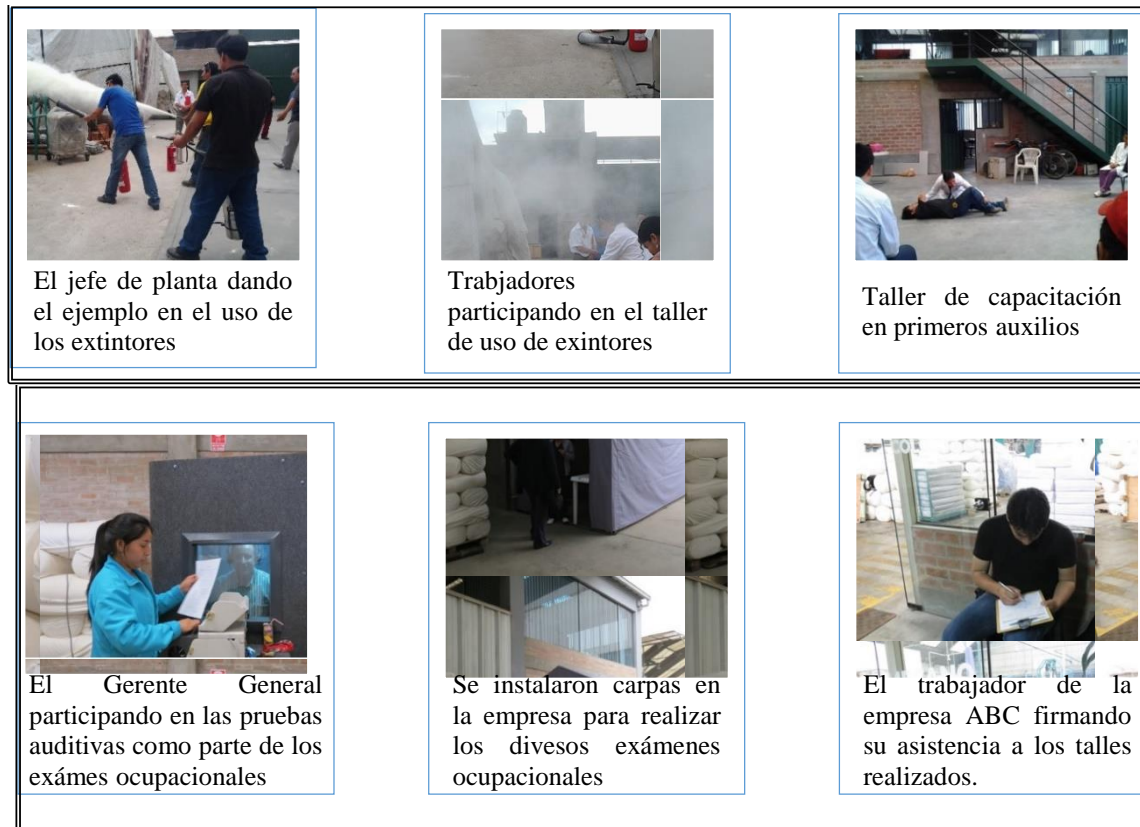 El jefe de planta dando
el ejemplo en el uso de
los extintores
Trabjadores
participando en el taller
de uso de exintores
Taller de capacitación
en primeros auxilios
El Gerente General
participando en las pruebas
auditivas como parte de los
exámes ocupacionales
Se instalaron carpas en
la empresa para realizar
los divesos exámenes
ocupacionales
El trabajador de la
empresa ABC firmando
su asistencia a los talles
realizados.